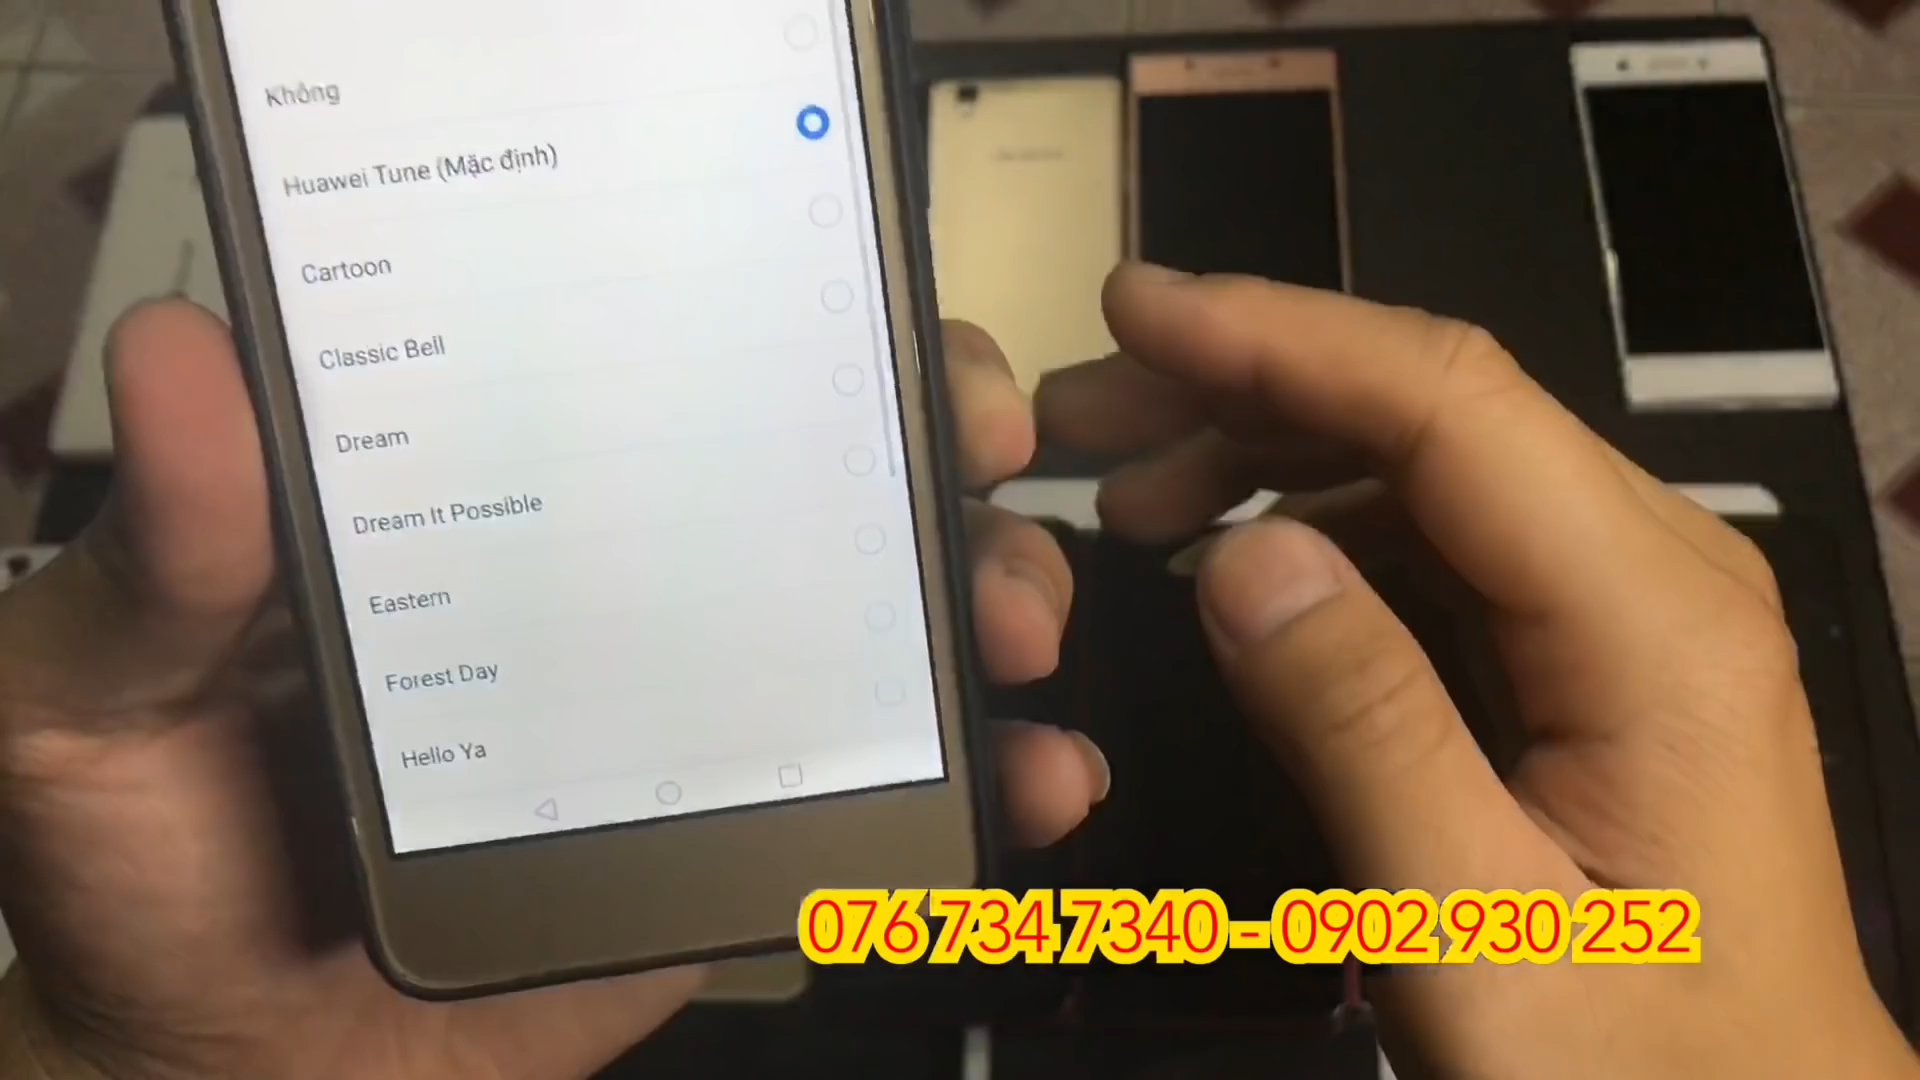 Không
Huawei Tune (Mặc định)
Cartoon
Classic Bell
Dream
Dream It Possible
Eastern
Forest Day
Hello Ya
076 734 7340 - 0902 930 252